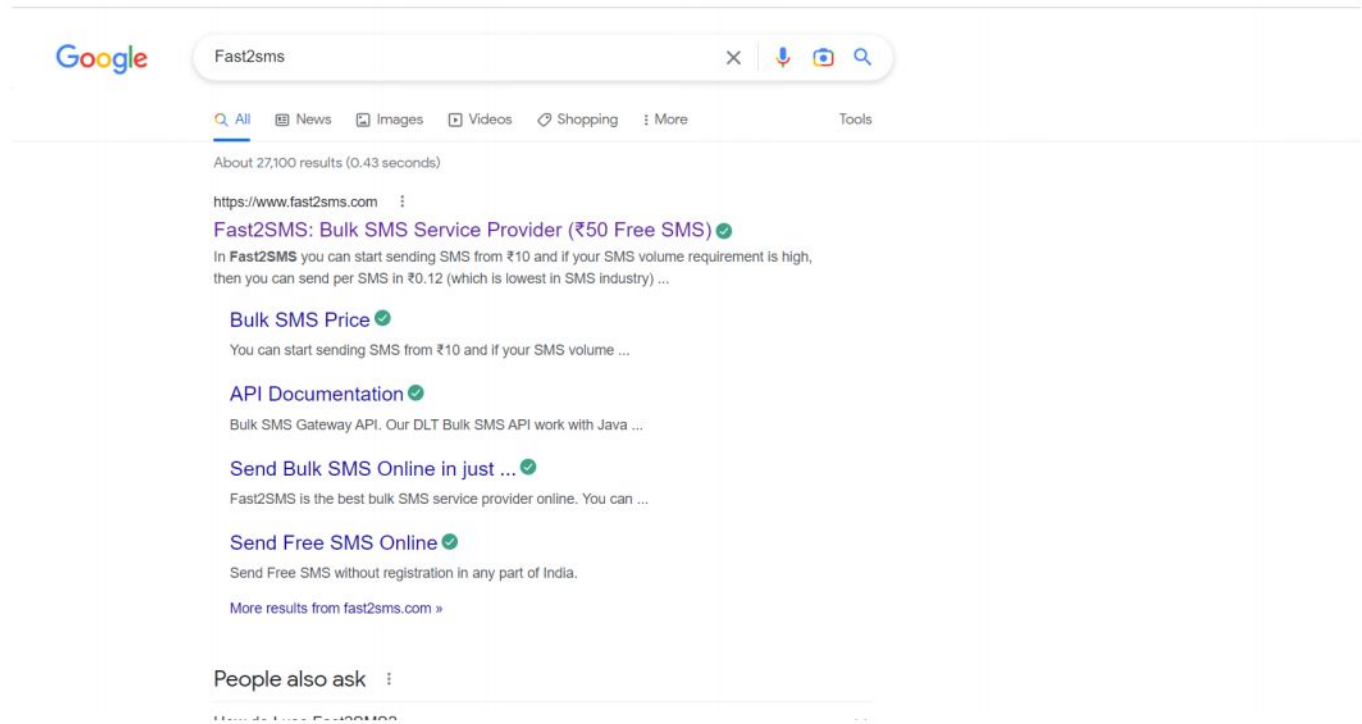 Google
Fast2sms
All News Images Videos Shopping More Tools
About 27,100 results (0.43 seconds)
https://www.fast2sms.com
Fast2SMS: Bulk SMS Service Provider (₹50 Free SMS)
In Fast2SMS you can start sending SMS from ₹10 and if your SMS volume requirement is high,
then you can send per SMS in ₹0.12 (which is lowest in SMS industry) ...
Bulk SMS Price
You can start sending SMS from ₹10 and if your SMS volume ...
API Documentation
Bulk SMS Gateway API. Our DLT Bulk SMS API work with Java ...
Send Bulk SMS Online in just ...
Fast2SMS is the best bulk SMS service provider online. You can ...
Send Free SMS Online
Send Free SMS without registration in any part of India.
More results from fast2sms.com »
People also ask
How do I use Fast2SMS?